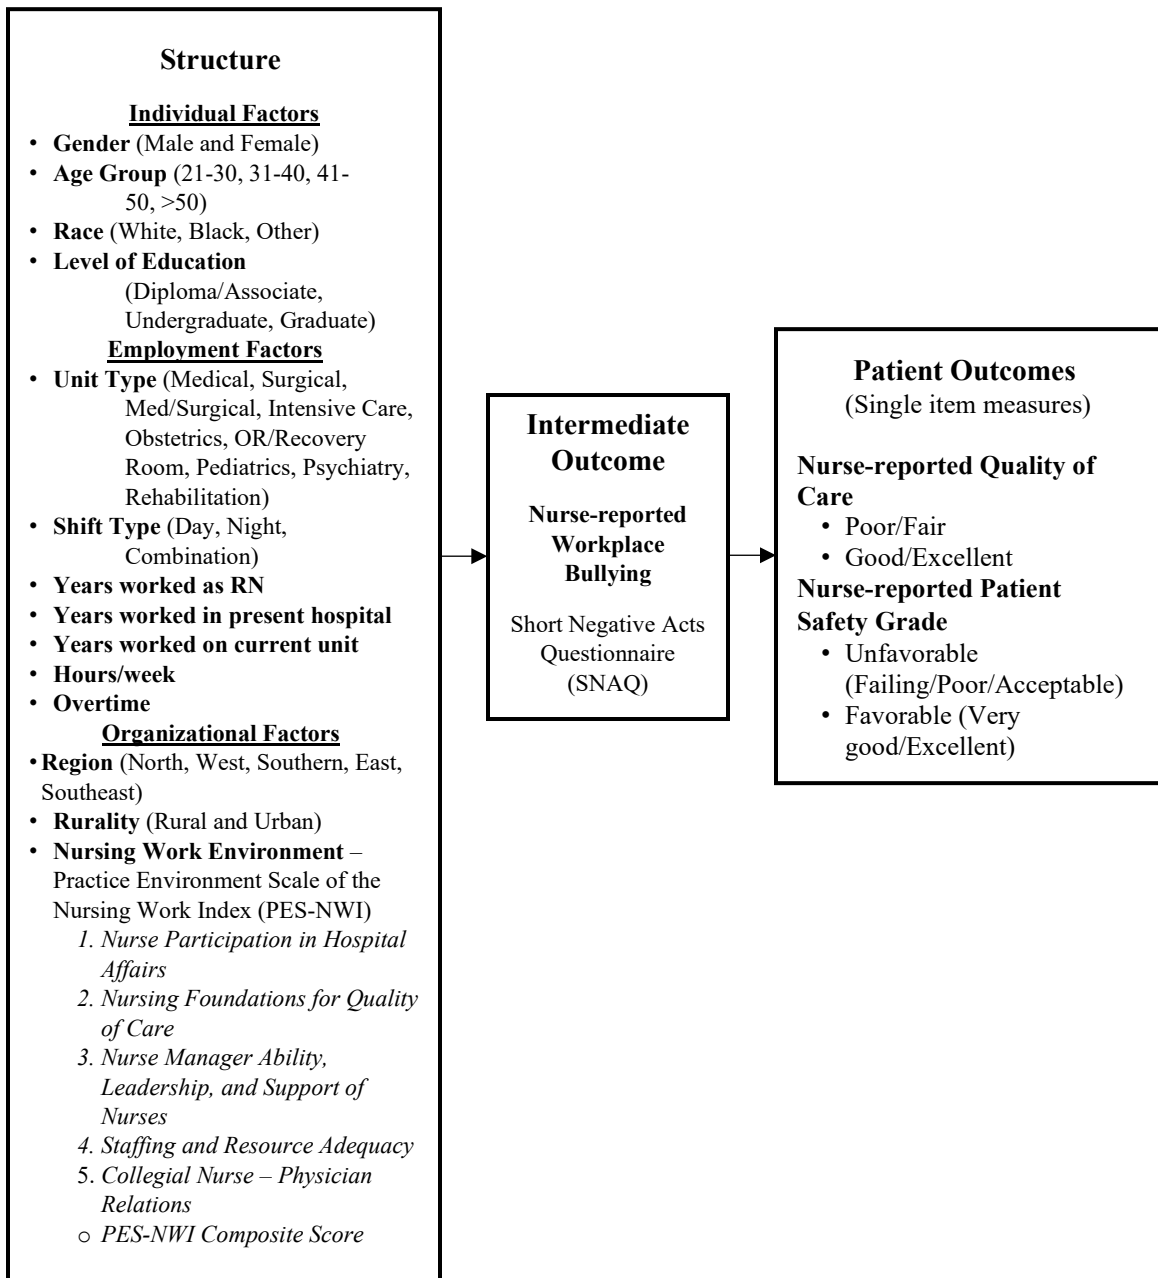 Structure
Individual Factors
• Gender (Male and Female)
• Age Group (21-30, 31-40, 41-
50, >50)
• Race (White, Black, Other)
• Level of Education
(Diploma/Associate,
Undergraduate, Graduate)
Employment Factors
• Unit Type (Medical, Surgical,
Med/Surgical, Intensive Care,
Obstetrics, OR/Recovery
Room, Pediatrics, Psychiatry,
Rehabilitation)
• Shift Type (Day, Night,
Combination)
• Years worked as RN
• Years worked in present hospital
• Years worked on current unit
• Hours/week
• Overtime
Organizational Factors
• Region (North, West, Southern, East,
Southeast)
• Rurality (Rural and Urban)
• Nursing Work Environment –
Practice Environment Scale of the
Nursing Work Index (PES-NWI)
1. Nurse Participation in Hospital
Affairs
2. Nursing Foundations for Quality
of Care
3. Nurse Manager Ability,
Leadership, and Support of
Nurses
4. Staffing and Resource Adequacy
5. Collegial Nurse – Physician
Relations
o PES-NWI Composite Score
Intermediate
Outcome
Nurse-reported
Workplace
Bullying
Short Negative Acts
Questionnaire
(SNAQ)
Patient Outcomes
(Single item measures)
Nurse-reported Quality of
Care
• Poor/Fair
• Good/Excellent
Nurse-reported Patient
Safety Grade
• Unfavorable
(Failing/Poor/Acceptable)
• Favorable (Very
good/Excellent)